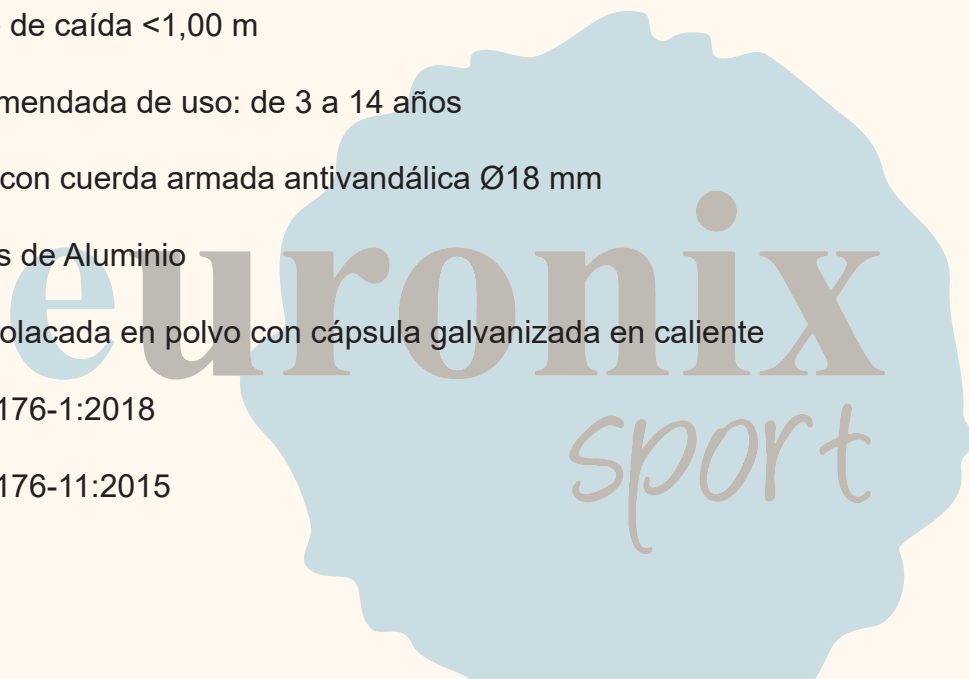 de caída <1,00 m
mendada de uso: de 3 a 14 años
con cuerda armada antivandálica Ø18 mm
s de Aluminio
olacada en polvo con cápsula galvanizada en caliente
176-1:2018
176-11:2015
euronix
sport